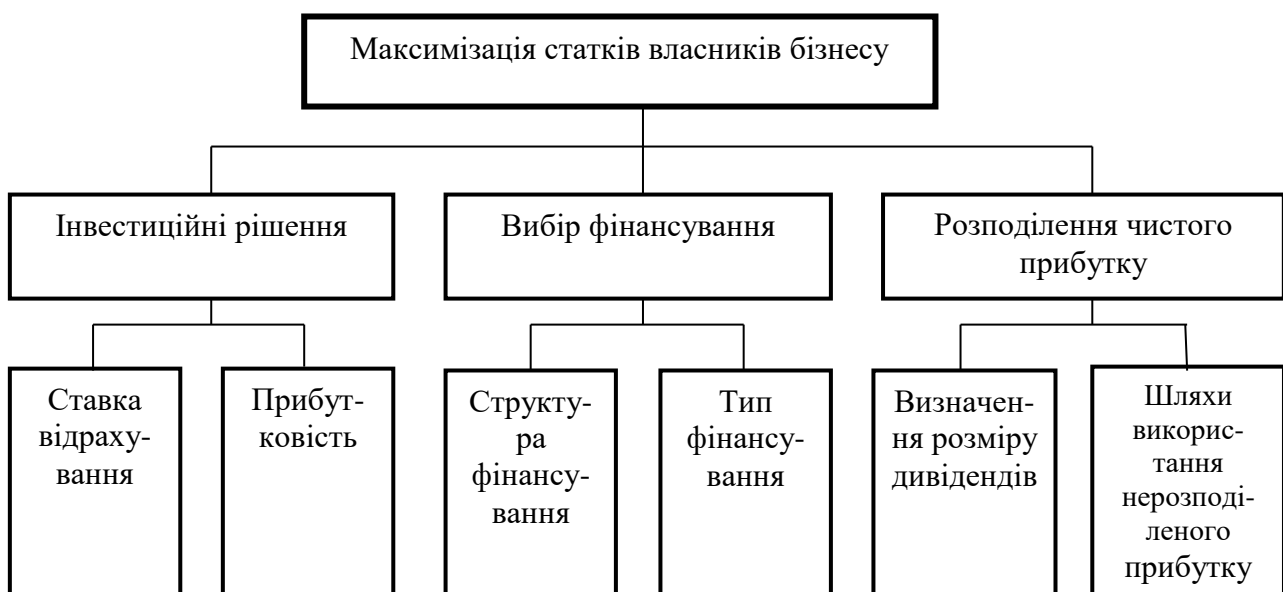 Максимізація статків власників бізнесу
Інвестиційні рішення
Вибір фінансування
Розподілення чистого
прибутку
Ставка
відраху-
вання
Прибут-
ковість
Структу-
ра
фінансу-
вання
Тип
фінансу-
вання
Визначен-
ня розміру
дивідендів
Шляхи
викорис-
тання
нерозподі-
леного
прибутку